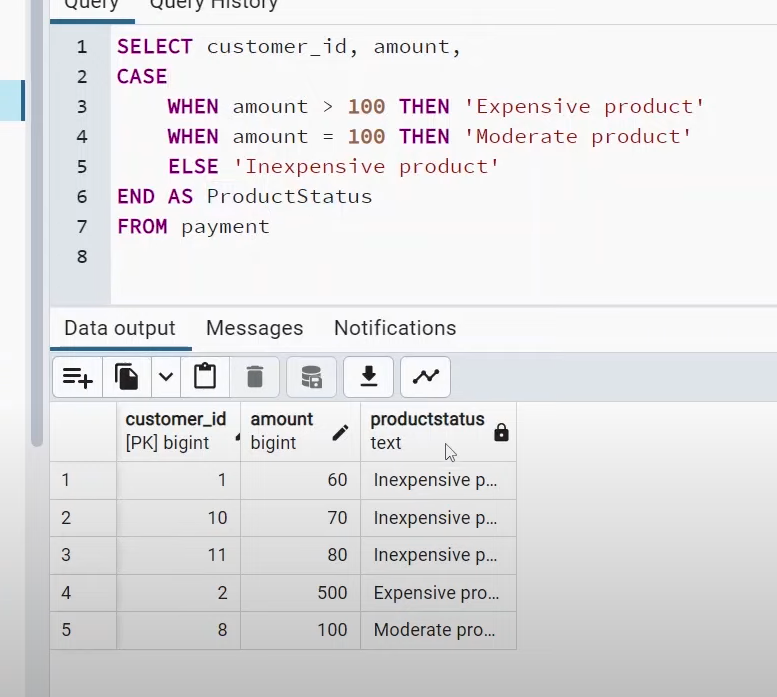 Query Query History
1 SELECT customer_id, amount,
2 CASE
3 WHEN amount > 100 THEN 'Expensive product'
4 WHEN amount = 100 THEN 'Moderate product'
5 ELSE 'Inexpensive product'
6 END AS ProductStatus
7 FROM payment
8
Data output Messages Notifications
customer_id amount productstatus
[PK] bigint bigint text
1 1 60 Inexpensive p...
2 10 70 Inexpensive p...
3 11 80 Inexpensive p...
4 2 500 Expensive pro...
5 8 100 Moderate pro...